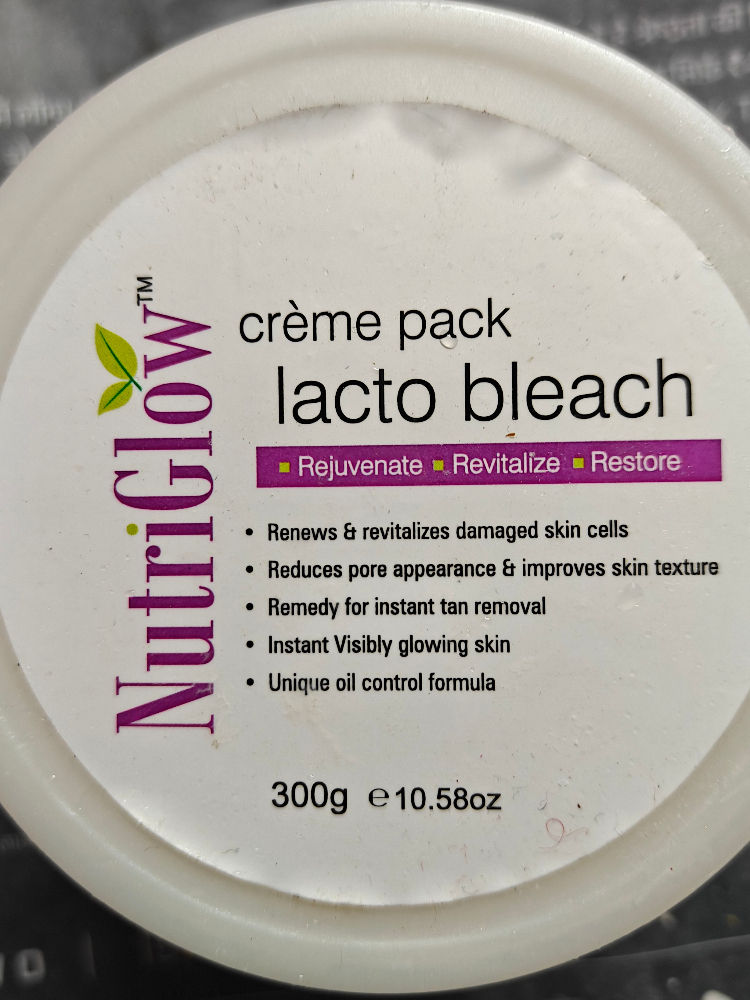 NutriGlow™
crème pack
lacto bleach
▪ Rejuvenate ▪ Revitalize ▪ Restore
• Renews & revitalizes damaged skin cells
• Reduces pore appearance & improves skin texture
• Remedy for instant tan removal
• Instant Visibly glowing skin
• Unique oil control formula
300g ℮10.58oz